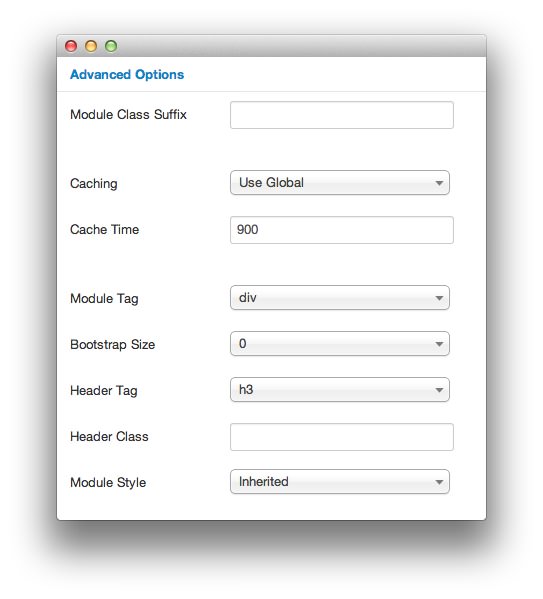 Advanced Options
Module Class Suffix
Caching Use Global
Cache Time 900
Module Tag div
Bootstrap Size 0
Header Tag h3
Header Class
Module Style Inherited